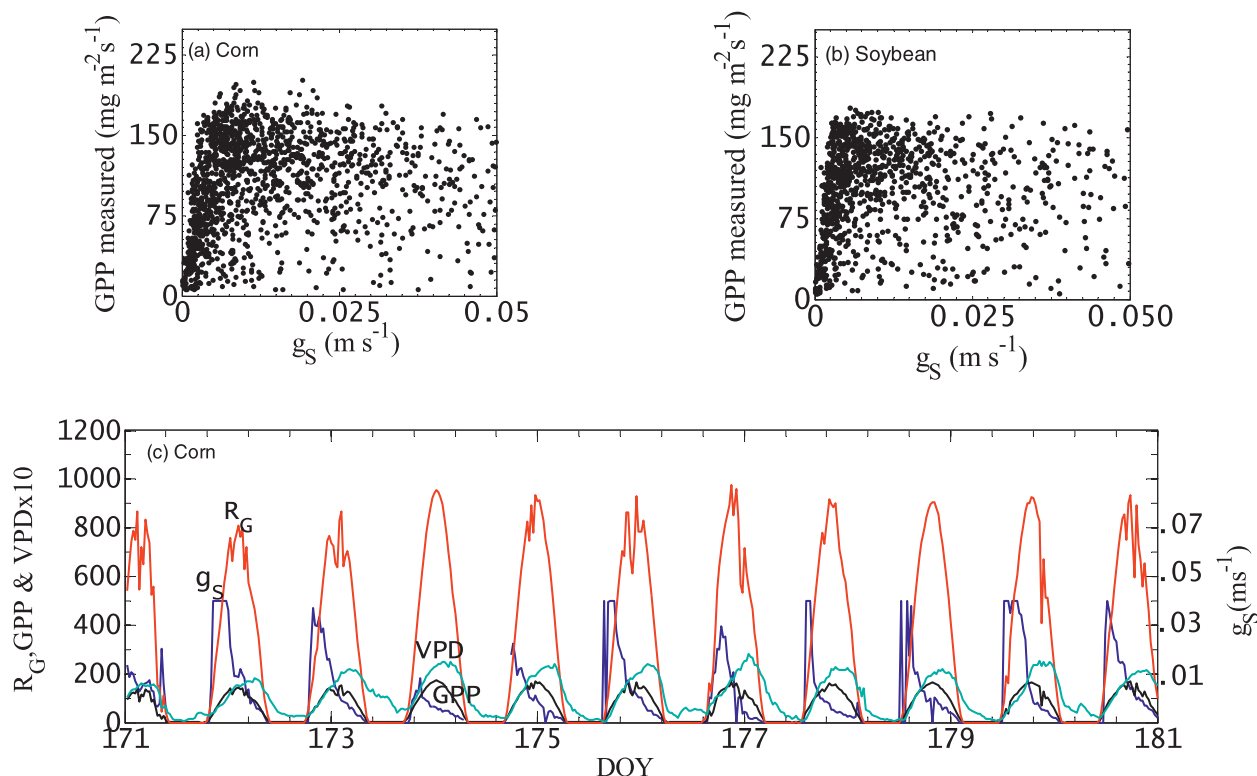 (a) Corn
GPP measured (mg m-2s-1)
225
150
75
0
0
0.025
0.05
gS (m s-1)
(b) Soybean
GPP measured (mg m-2s-1)
225
150
75
0
0
0.025
0.050
gS (m s-1)
(c) Corn
RG,GPP & VPDx10
1200
1000
800
600
400
200
0
RG
gS
VPD
GPP
.07
.05
.03
.01
gS(ms-1)
171
173
175
177
179
181
DOY